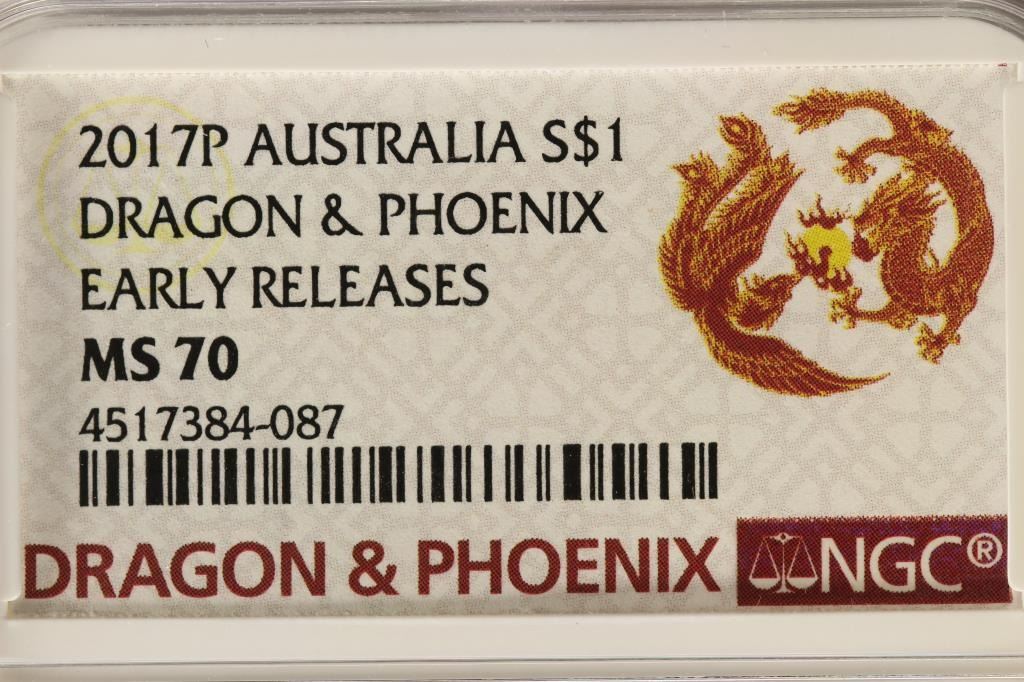 2017P AUSTRALIA S$1
DRAGON & PHOENIX
EARLY RELEASES
MS 70
4517384-087
DRAGON & PHOENIX NGC®